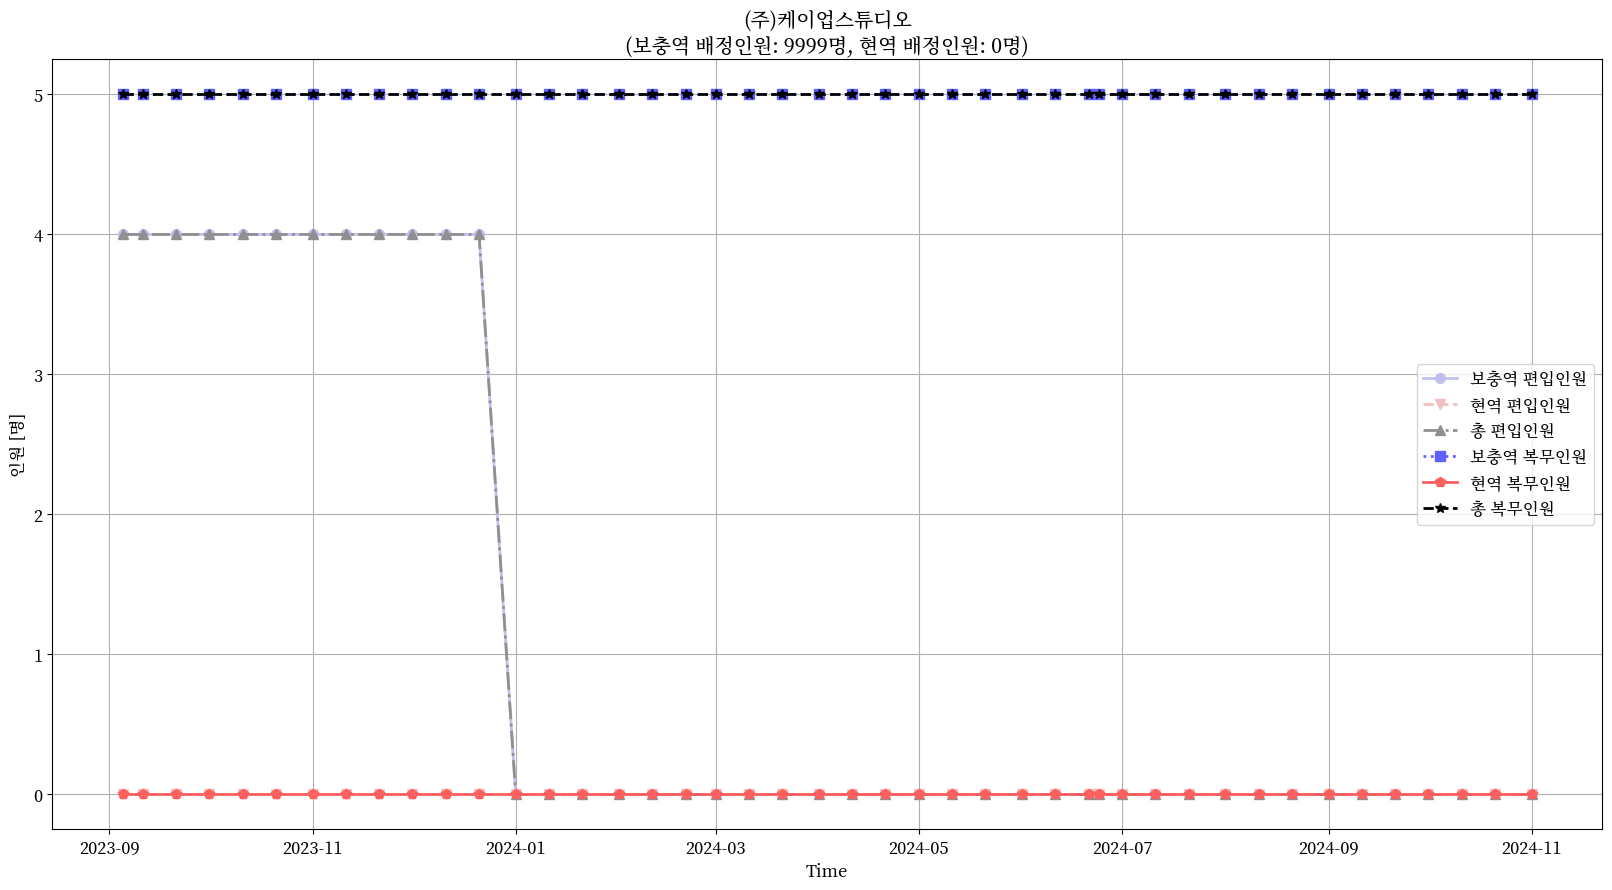 (주)케이업스튜디오
(보충역 배정인원: 9999명, 현역 배정인원: 0명)
인원 [명]
5
4
3
2
1
0
보충역 편입인원
현역 편입인원
총 편입인원
보충역 복무인원
현역 복무인원
총 복무인원
2023-09
2023-11
2024-01
2024-03
2024-05
2024-07
2024-09
2024-11
Time